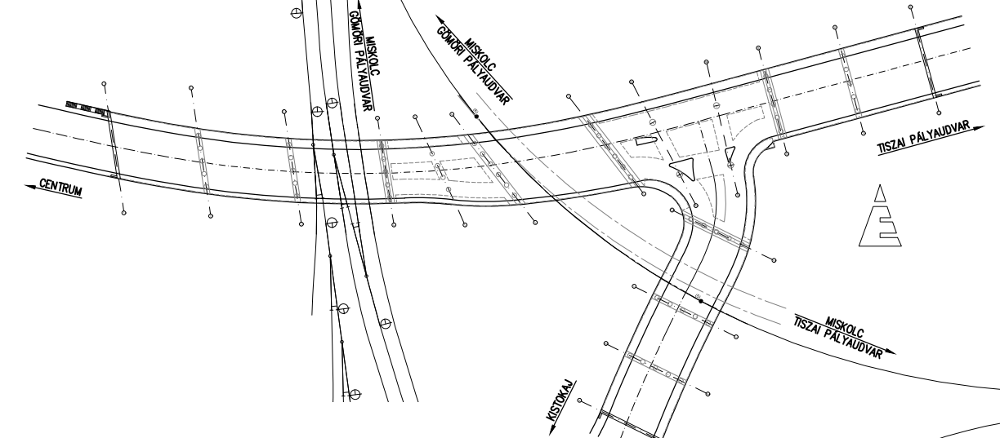 MISKOLC
GÖMÖRI PÁLYAUDVAR
MISKOLC
GÖMÖRI PÁLYAUDVAR
TISZAI PÁLYAUDVAR
CENTRUM
É
MISKOLC
TISZAI PÁLYAUDVAR
KISTOKAJ